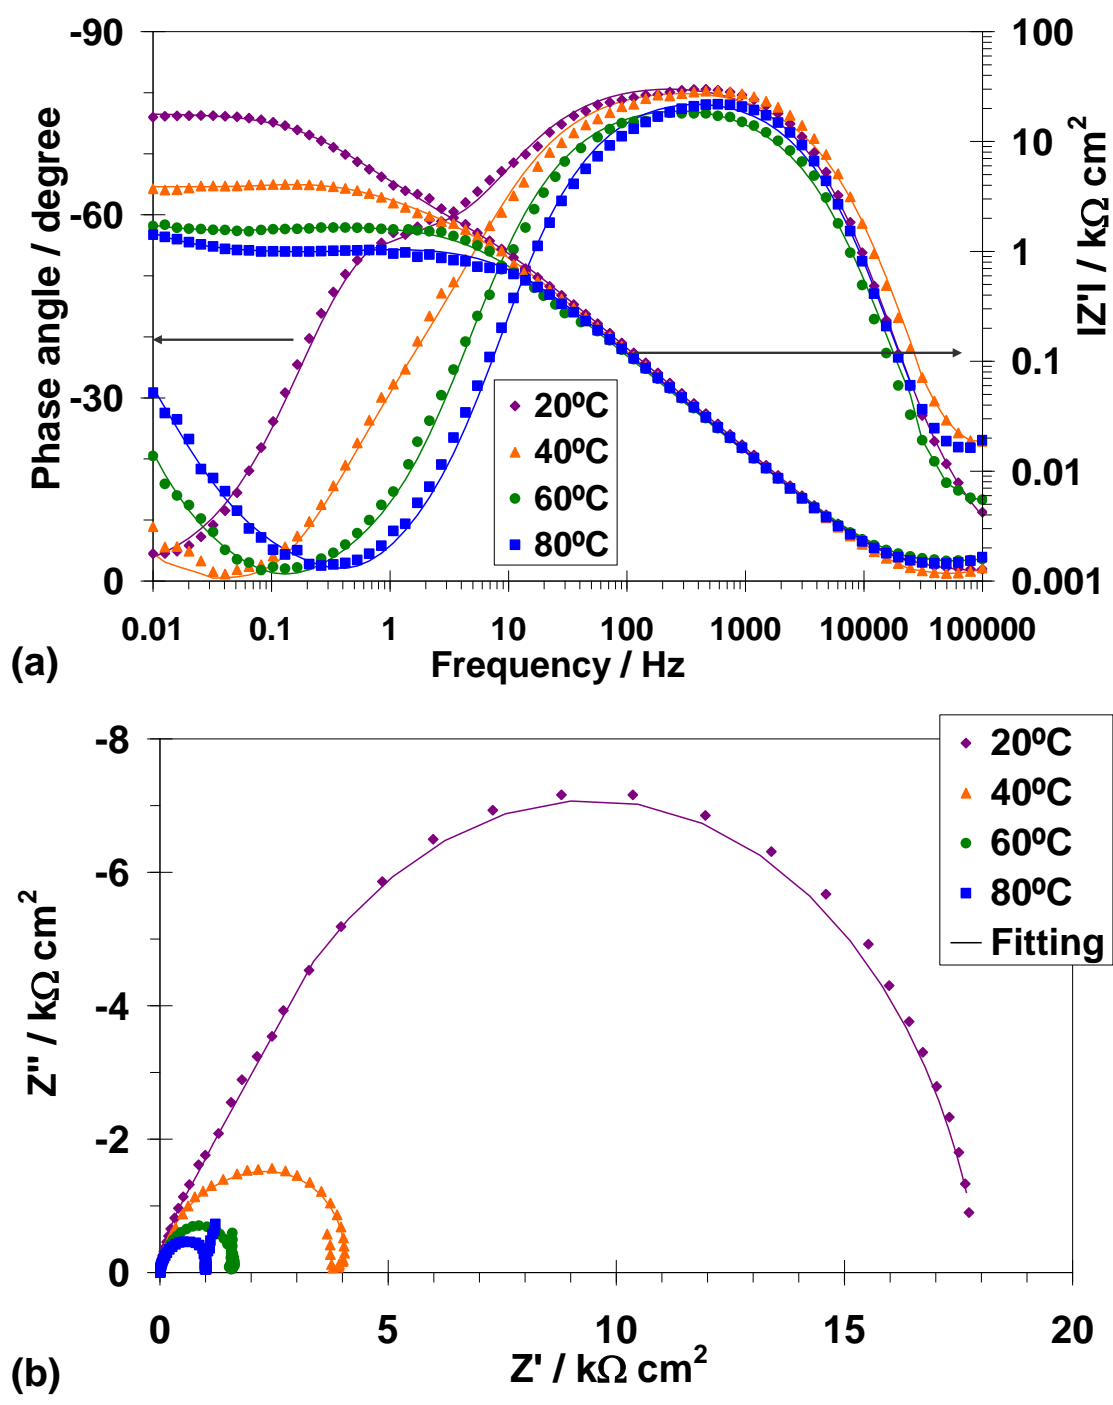 -90
-60
-30
0
Phase angle / degree
100
10
1
0.1
0.01
0.001
|Z'| / kΩ cm²
20ºC
40ºC
60ºC
80ºC
0.01 0.1 1 10 100 1000 10000 100000
Frequency / Hz
(a)
-8
-6
-4
-2
0
Z'' / kΩ cm²
20ºC
40ºC
60ºC
80ºC
Fitting
0 5 10 15 20
Z' / kΩ cm²
(b)